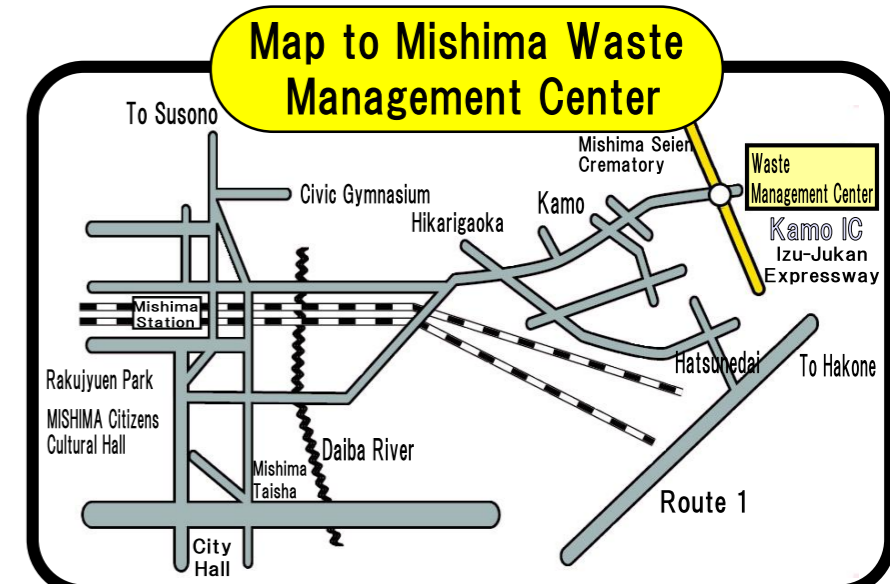 Map to Mishima Waste
Management Center
To Susono
Mishima Seien
Crematory
Waste
Management Center
Civic Gymnasium
Kamo
Hikarigaoka
Kamo IC
Izu-Jukan
Expressway
Mishima
Station
Hatsunedai
To Hakone
Rakujyuen Park
MISHIMA Citizens
Cultural Hall
Daiba River
Mishima
Taisha
Route 1
City
Hall